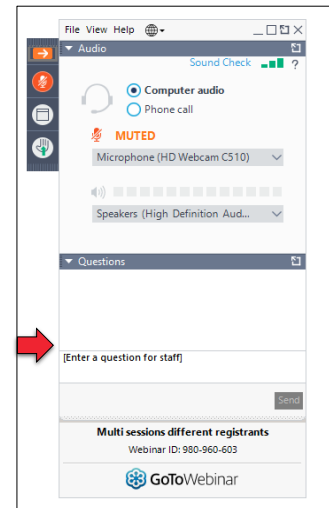 File View Help
Audio
Sound Check ?
Computer audio
Phone call
MUTED
Microphone (HD Webcam C510)
Speakers (High Definition Aud...
Questions
[Enter a question for staff]
Send
Multi sessions different registrants
Webinar ID: 980-960-603
GoToWebinar